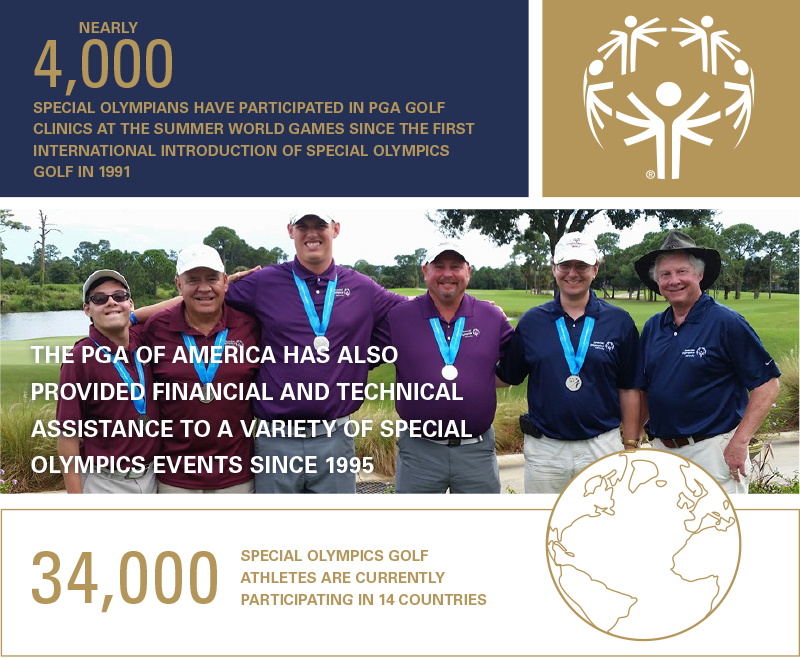 NEARLY
4,000
SPECIAL OLYMPIANS HAVE PARTICIPATED IN PGA GOLF
CLINICS AT THE SUMMER WORLD GAMES SINCE THE FIRST
INTERNATIONAL INTRODUCTION OF SPECIAL OLYMPICS
GOLF IN 1991
®
THE PGA OF AMERICA HAS ALSO
PROVIDED FINANCIAL AND TECHNICAL
ASSISTANCE TO A VARIETY OF SPECIAL
OLYMPICS EVENTS SINCE 1995
34,000
SPECIAL OLYMPICS GOLF
ATHLETES ARE CURRENTLY
PARTICIPATING IN 14 COUNTRIES